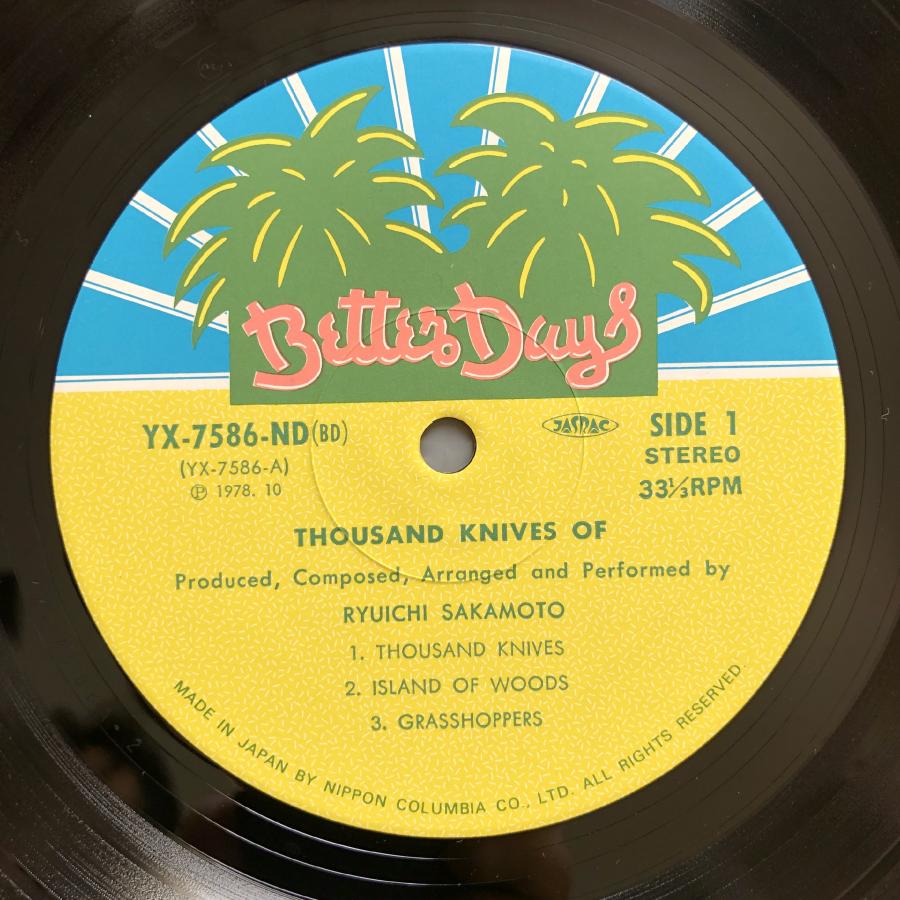 Better Days
YX-7586-ND(BD)
(YX-7586-A)
Ⓟ 1978. 10
JASRAC
SIDE 1
STEREO
33⅓RPM
THOUSAND KNIVES OF
Produced, Composed, Arranged and Performed by
RYUICHI SAKAMOTO
1. THOUSAND KNIVES
2. ISLAND OF WOODS
3. GRASSHOPPERS
MADE IN JAPAN BY NIPPON COLUMBIA CO., LTD. ALL RIGHTS RESERVED.